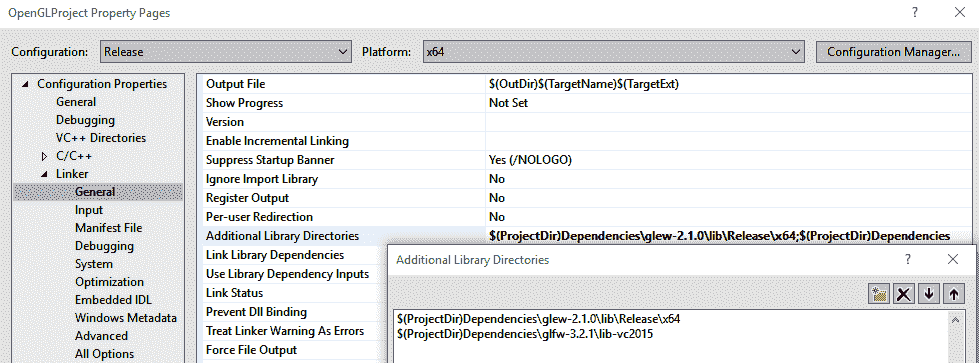 OpenGLProject Property Pages ? ×
Configuration: Release Platform: x64 Configuration Manager...
Configuration Properties
General
Debugging
VC++ Directories
C/C++
Linker
General
Input
Manifest File
Debugging
System
Optimization
Embedded IDL
Windows Metadata
Advanced
All Options
Output File $(OutDir)$(TargetName)$(TargetExt)
Show Progress Not Set
Version
Enable Incremental Linking
Suppress Startup Banner Yes (/NOLOGO)
Ignore Import Library No
Register Output No
Per-user Redirection No
Additional Library Directories $(ProjectDir)Dependencies\glew-2.1.0\lib\Release\x64;$(ProjectDir)Dependencies
Link Library Dependencies
Use Library Dependency Inputs
Link Status
Prevent Dll Binding
Treat Linker Warning As Errors
Force File Output
Additional Library Directories ? ×
$(ProjectDir)Dependencies\glew-2.1.0\lib\Release\x64
$(ProjectDir)Dependencies\glfw-3.2.1\lib-vc2015